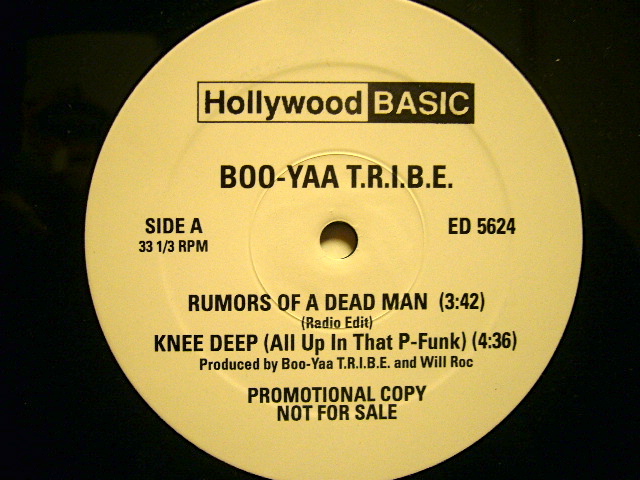 Hollywood BASIC
BOO-YAA T.R.I.B.E.
SIDE A
33 1/3 RPM
ED 5624
RUMORS OF A DEAD MAN (3:42)
(Radio Edit)
KNEE DEEP (All Up In That P-Funk) (4:36)
Produced by Boo-Yaa T.R.I.B.E. and Will Roc
PROMOTIONAL COPY
NOT FOR SALE